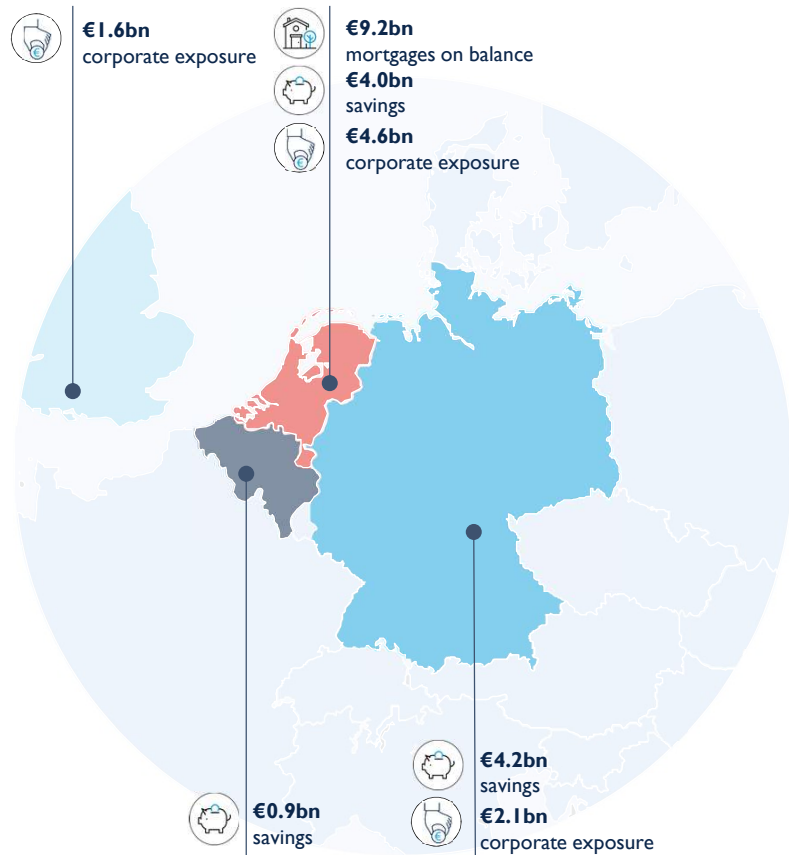 €1.6bn
corporate exposure
€9.2bn
mortgages on balance
€4.0bn
savings
€4.6bn
corporate exposure
€0.9bn
savings
€4.2bn
savings
€2.1bn
corporate exposure